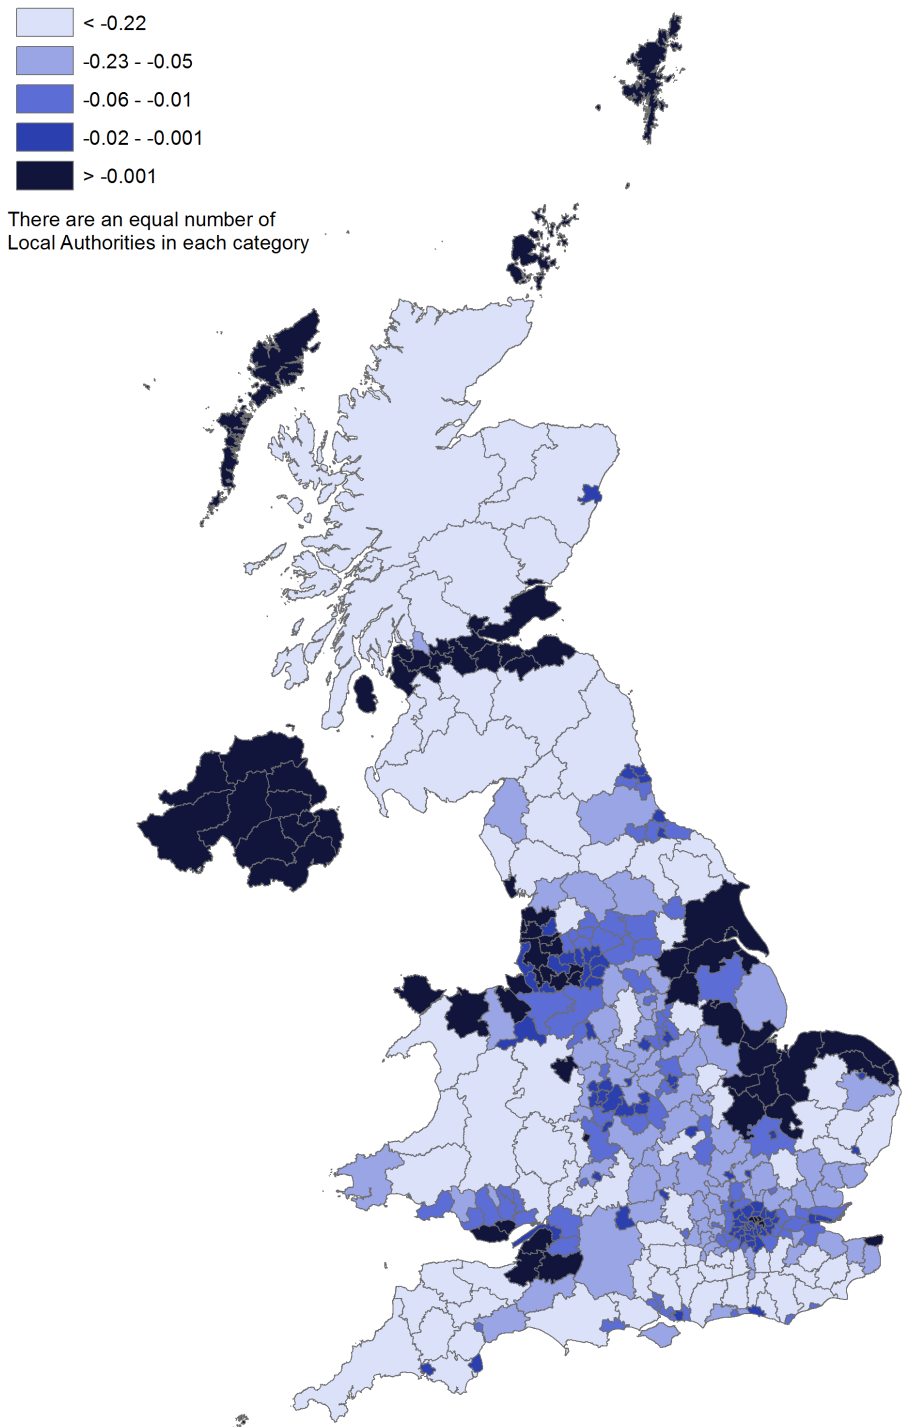 < -0.22
-0.23 - -0.05
-0.06 - -0.01
-0.02 - -0.001
> -0.001
There are an equal number of
Local Authorities in each category